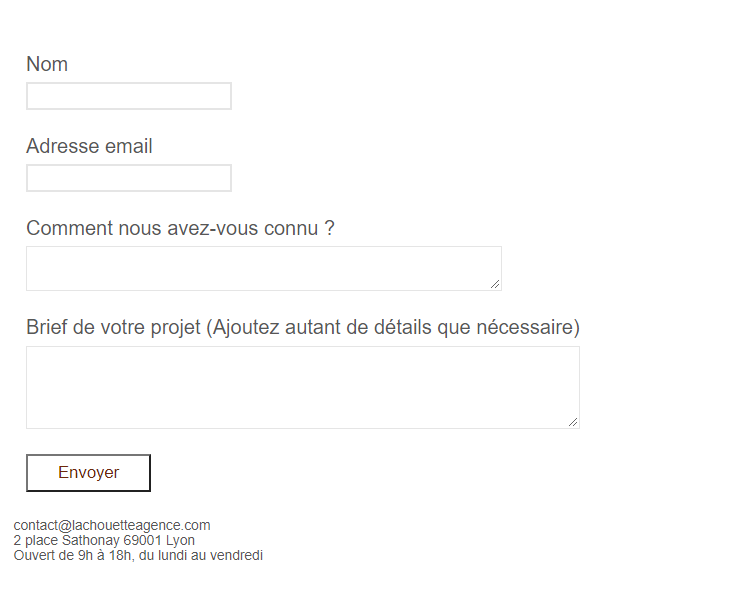 Nom
Adresse email
Comment nous avez-vous connu ?
Brief de votre projet (Ajoutez autant de détails que nécessaire)
Envoyer
contact@lachouetteagence.com
2 place Sathonay 69001 Lyon
Ouvert de 9h à 18h, du lundi au vendredi